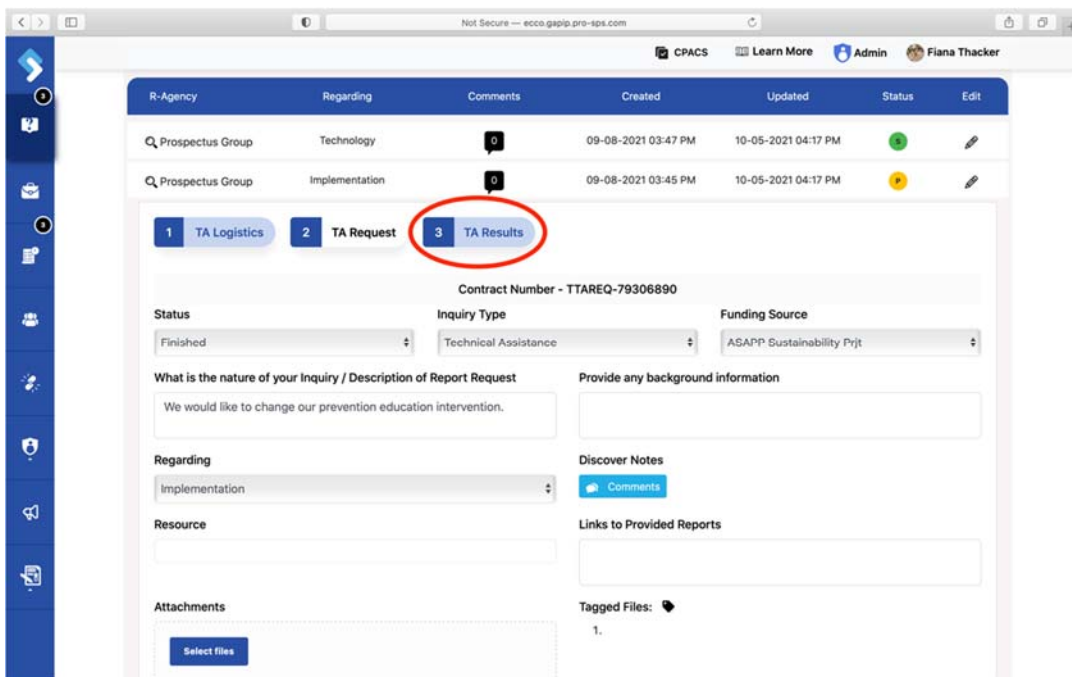 Not Secure — ecco.gapip.pro-sps.com
CPACS Learn More Admin Fiana Thacker
3
R-Agency Regarding Comments Created Updated Status Edit
Prospectus Group Technology 0 09-08-2021 03:47 PM 10-05-2021 04:17 PM S
Prospectus Group Implementation 0 09-08-2021 03:45 PM 10-05-2021 04:17 PM P
3
1 TA Logistics 2 TA Request 3 TA Results
Contract Number - TTAREQ-79306890
Status Inquiry Type Funding Source
Finished Technical Assistance ASAPP Sustainability Prjt
What is the nature of your Inquiry / Description of Report Request Provide any background information
We would like to change our prevention education intervention.
Regarding Discover Notes
Implementation Comments
Resource Links to Provided Reports
Attachments Tagged Files:
1.
Select files